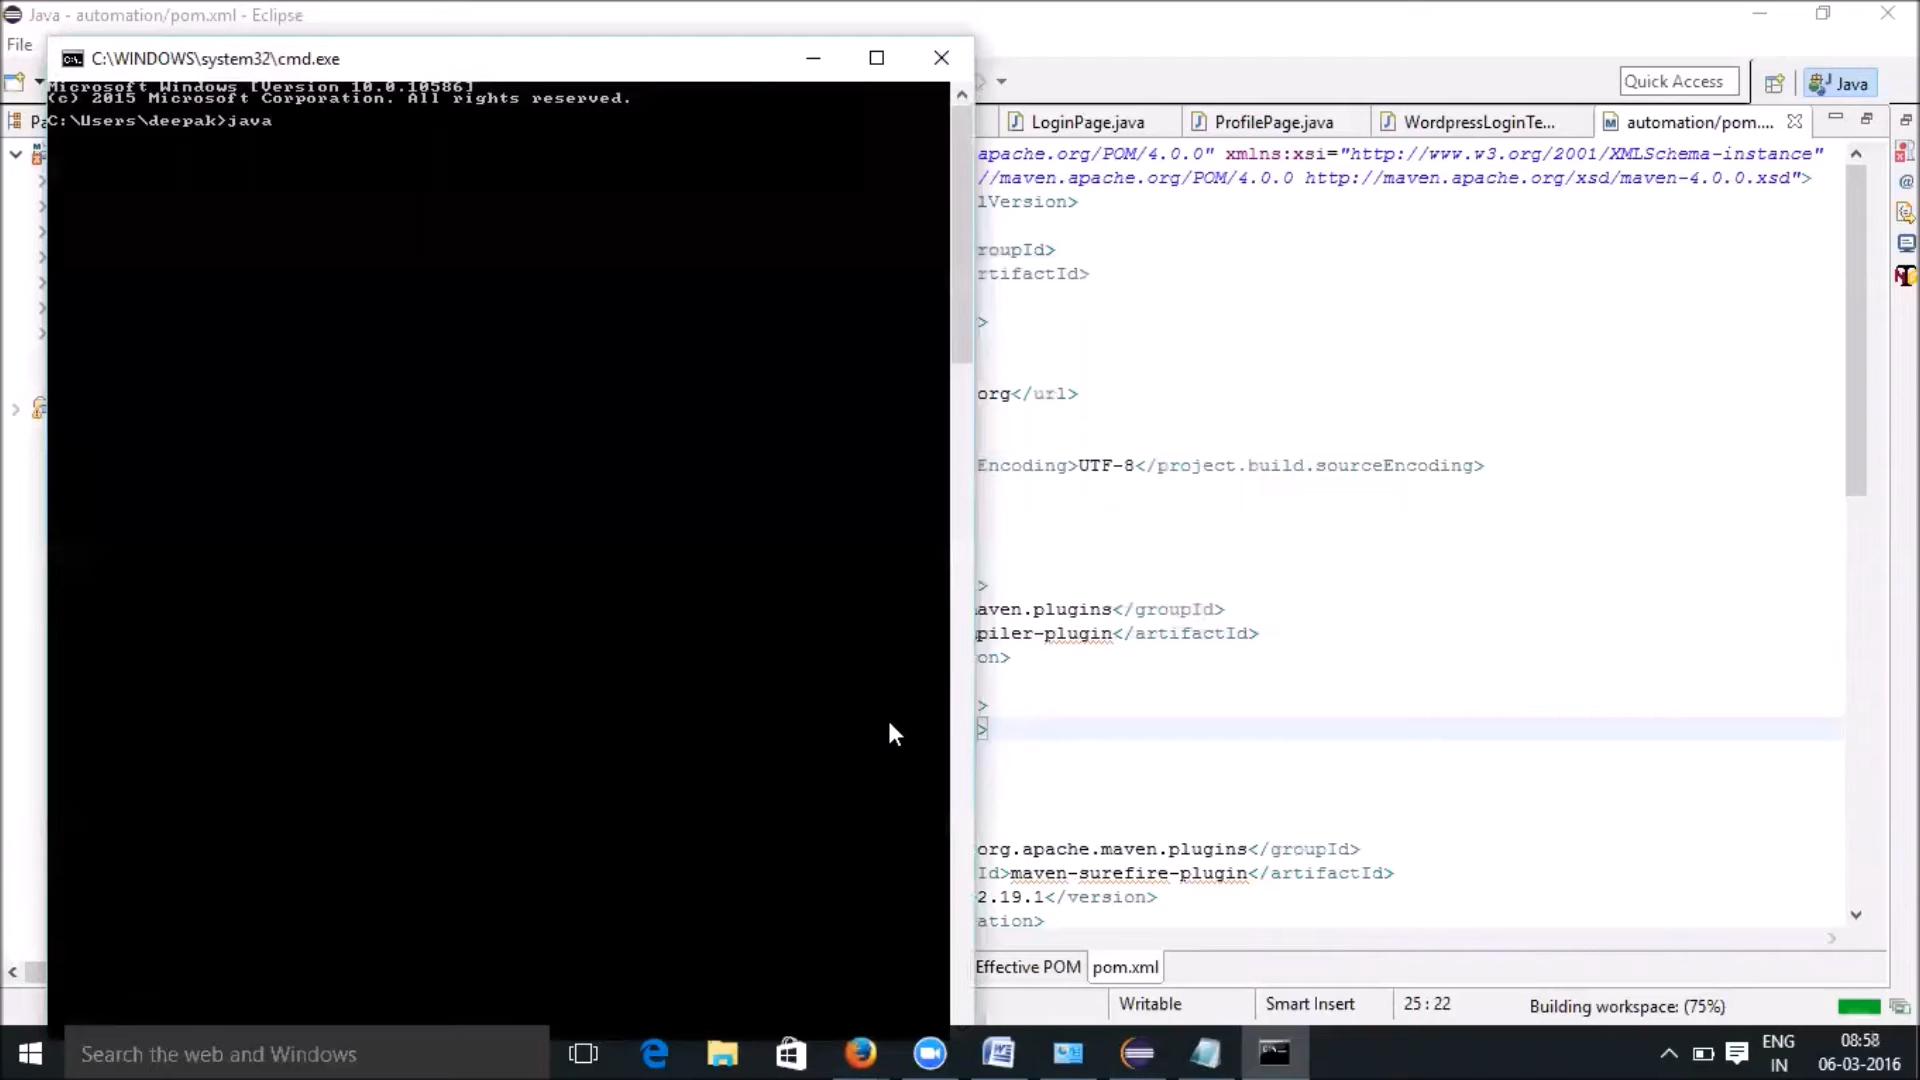 Java - automation/pom.xml - Eclipse
File
C:\WINDOWS\system32\cmd.exe
Microsoft Windows [Version 10.0.10586]
(c) 2015 Microsoft Corporation. All rights reserved.
C:\Users\deepak>java
Quick Access
Java
Pa
LoginPage.java
ProfilePage.java
WordpressLoginTe...
automation/pom....
apache.org/POM/4.0.0" xmlns:xsi="http://www.w3.org/2001/XMLSchema-instance"
//maven.apache.org/POM/4.0.0 http://maven.apache.org/xsd/maven-4.0.0.xsd">
lVersion>
roupId>
rtifactId>
>
org</url>
Encoding>UTF-8</project.build.sourceEncoding>
>
aven.plugins</groupId>
piler-plugin</artifactId>
on>
>
>
org.apache.maven.plugins</groupId>
Id>maven-surefire-plugin</artifactId>
2.19.1</version>
ation>
Effective POM
pom.xml
Writable
Smart Insert
25 : 22
Building workspace: (75%)
Search the web and Windows
ENG
IN
08:58
06-03-2016